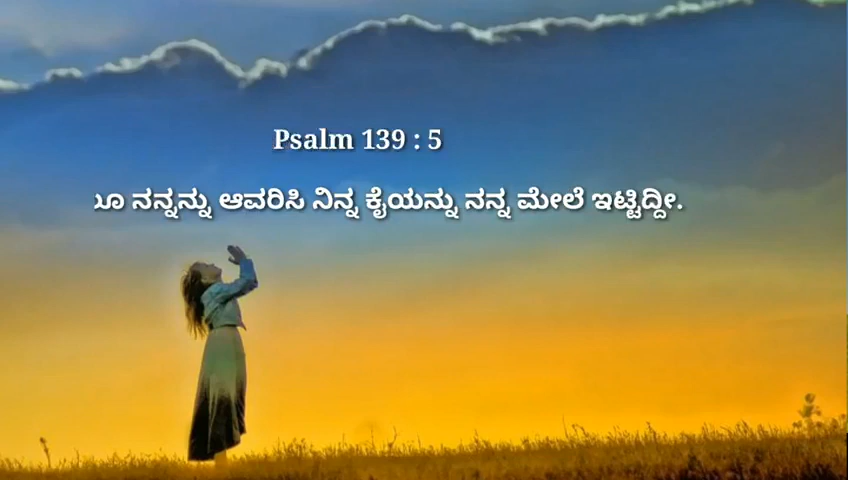 Psalm 139 : 5
ನನ್ನನ್ನು ಆವರಿಸಿ ನಿನ್ನ ಕೈಯನ್ನು ನನ್ನ ಮೇಲೆ ಇಟ್ಟಿದ್ದೀ.